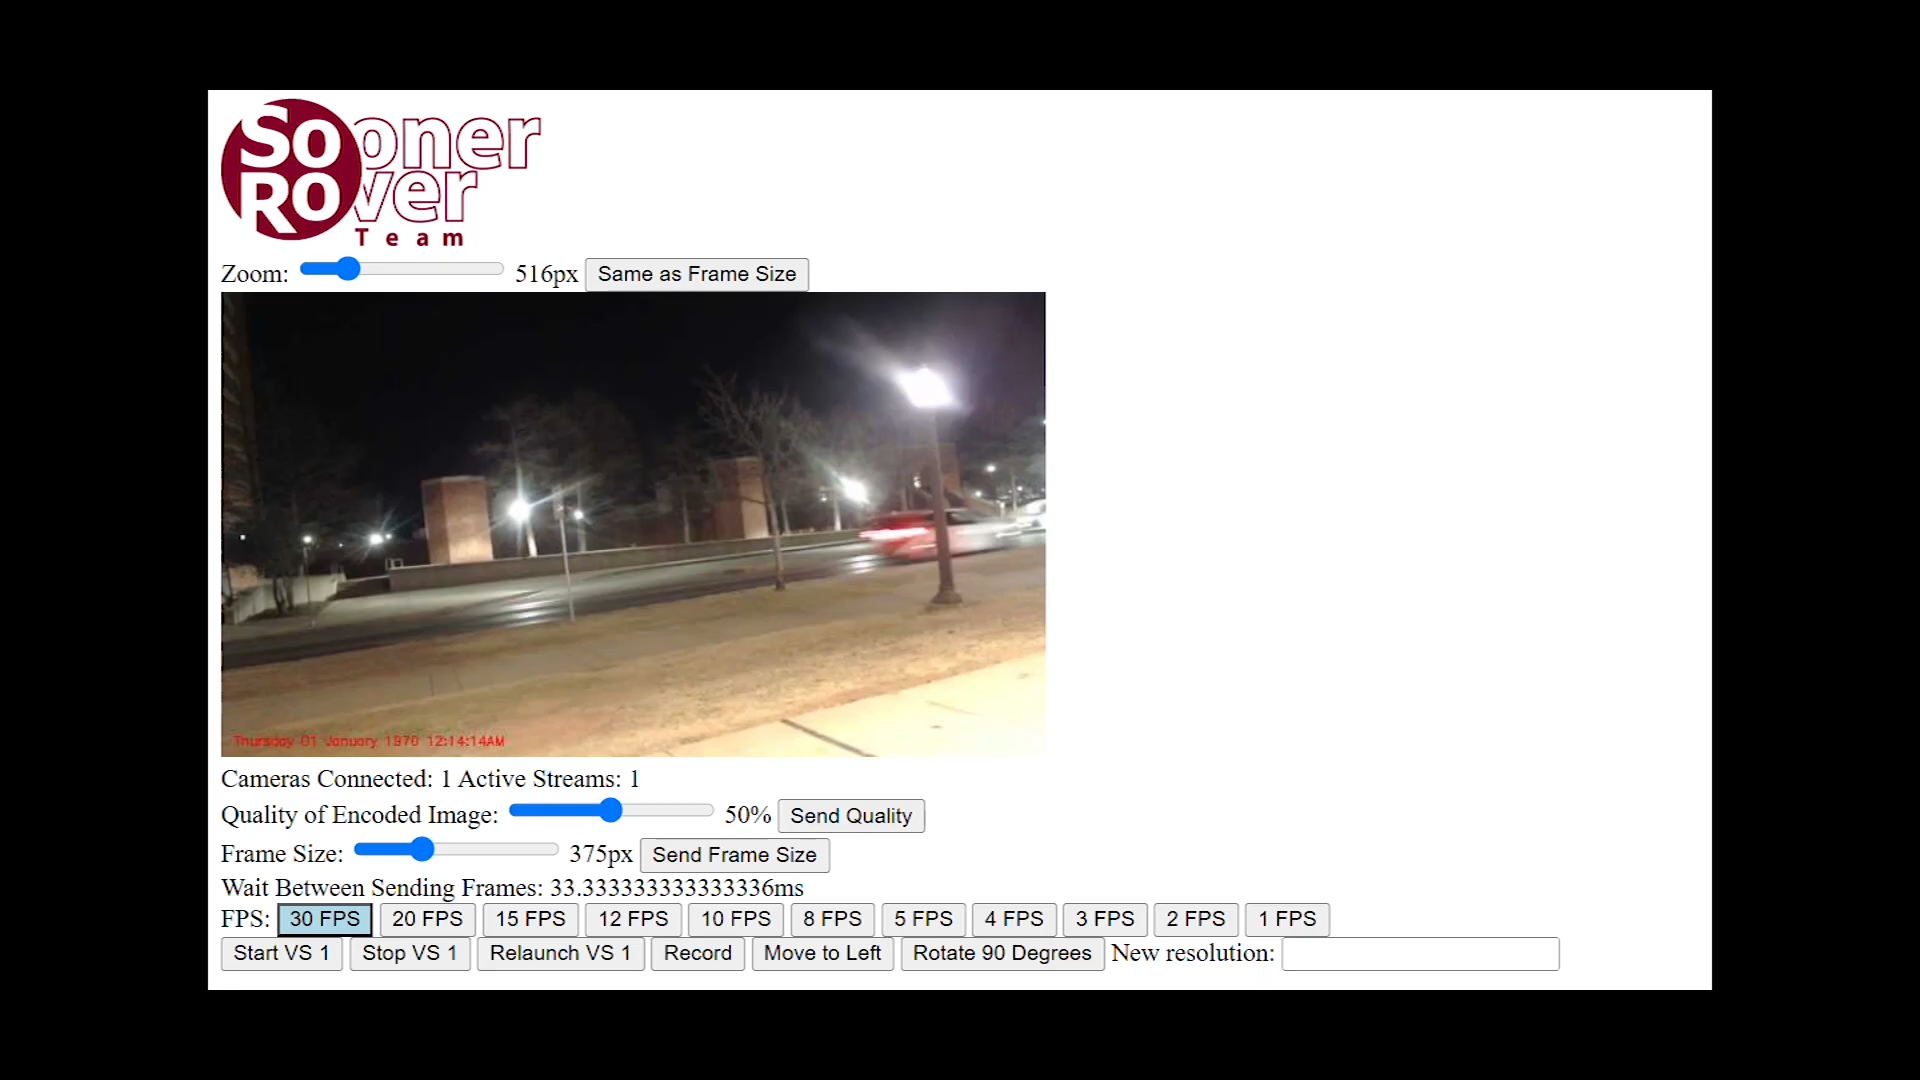 Sooner
Rover
Team
Zoom: 516px Same as Frame Size
Thursday 01 January 1970 12:14:14AM
Cameras Connected: 1 Active Streams: 1
Quality of Encoded Image: 50% Send Quality
Frame Size: 375px Send Frame Size
Wait Between Sending Frames: 33.333333333333336ms
FPS: 30 FPS 20 FPS 15 FPS 12 FPS 10 FPS 8 FPS 5 FPS 4 FPS 3 FPS 2 FPS 1 FPS
Start VS 1 Stop VS 1 Relaunch VS 1 Record Move to Left Rotate 90 Degrees New resolution: